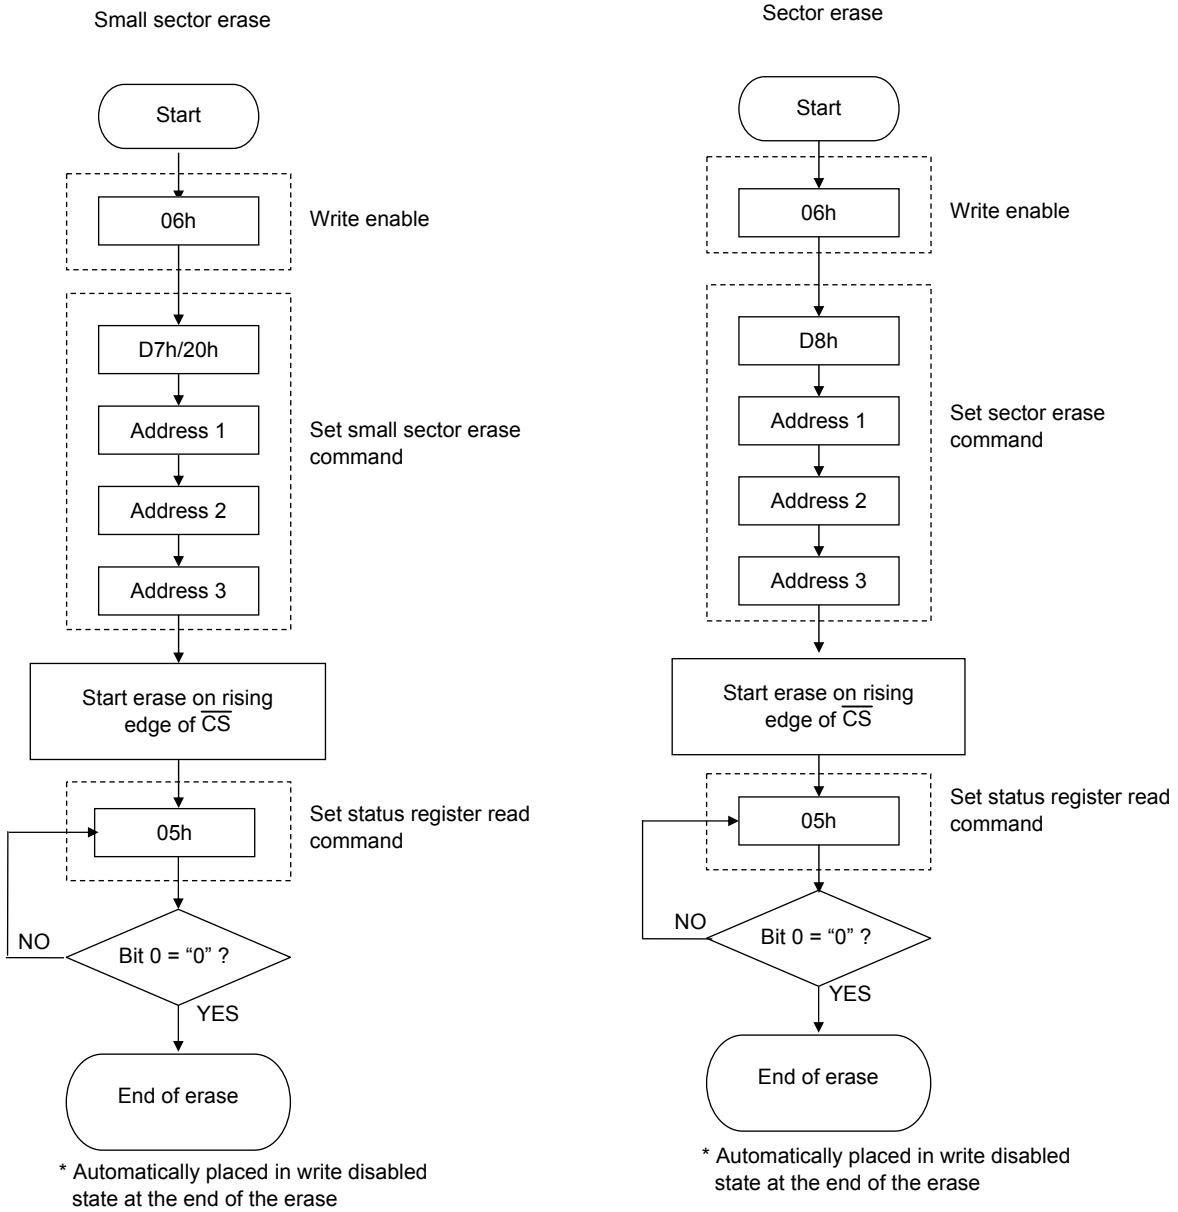 Small sector erase
Start
06h
Write enable
D7h/20h
Address 1
Set small sector erase
command
Address 2
Address 3
Start erase on rising
edge of C̅S̅
Set status register read
command
05h
NO
Bit 0 = “0” ?
YES
End of erase
* Automatically placed in write disabled
state at the end of the erase
Sector erase
Start
06h
Write enable
D8h
Address 1
Set sector erase
command
Address 2
Address 3
Start erase on rising
edge of C̅S̅
Set status register read
command
05h
NO
Bit 0 = “0” ?
YES
End of erase
* Automatically placed in write disabled
state at the end of the erase